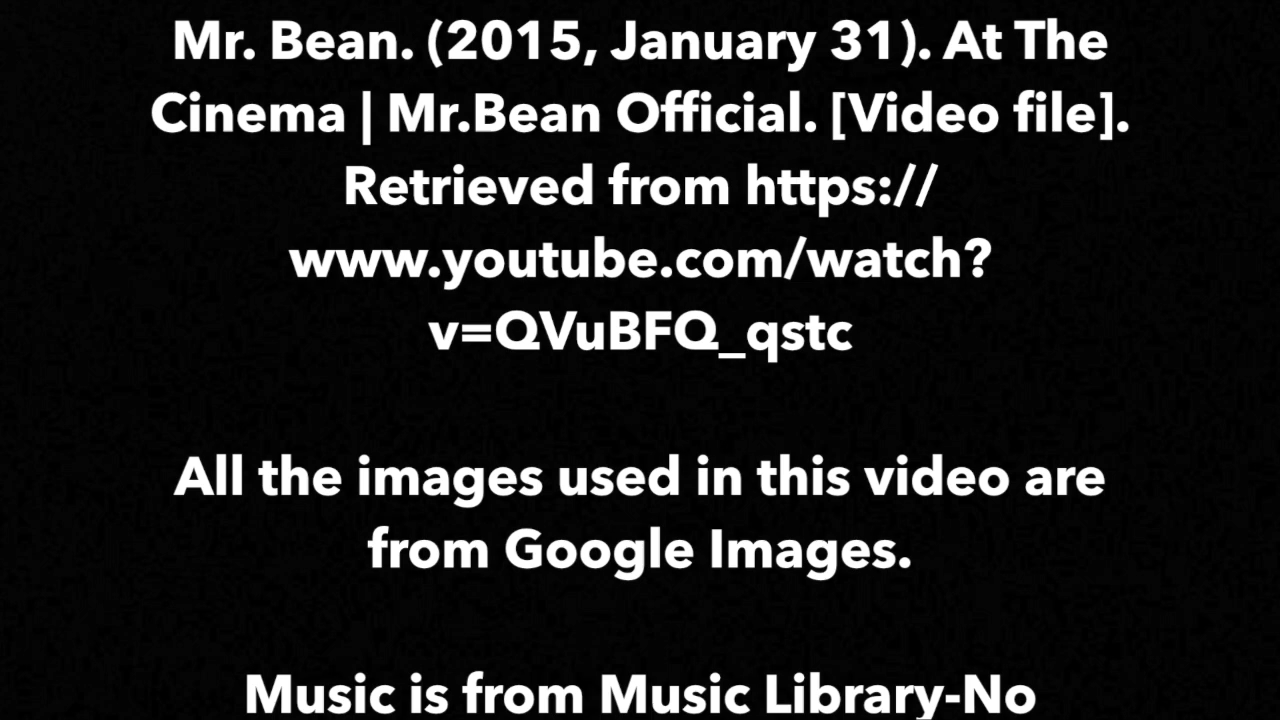 Mr. Bean. (2015, January 31). At The
Cinema | Mr.Bean Official. [Video file].
Retrieved from https://
www.youtube.com/watch?
v=QVuBFQ_qstc
All the images used in this video are
from Google Images.
Music is from Music Library-No